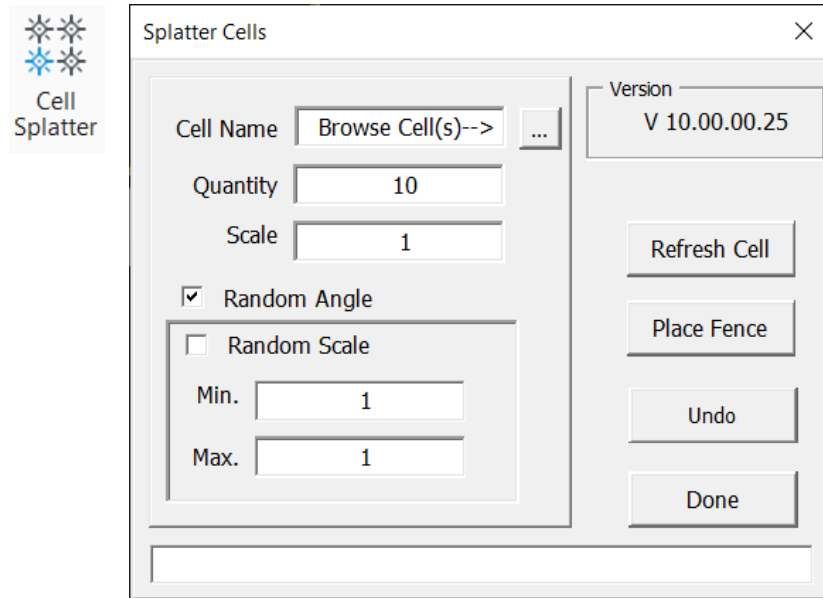 Cell
Splatter
Splatter Cells
Cell Name
Browse Cell(s)-->
...
Quantity
10
Scale
1
Random Angle
Random Scale
Min.
1
Max.
1
Version
V 10.00.00.25
Refresh Cell
Place Fence
Undo
Done